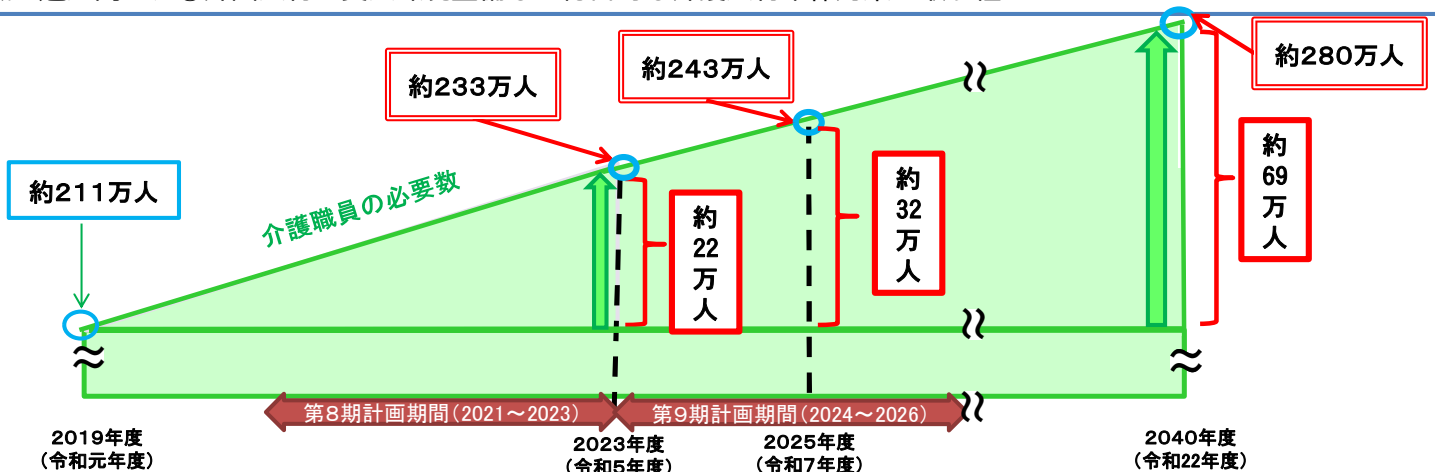 約280万人
約243万人
約233万人
約211万人
介護職員の必要数
約
22
万
人
約
32
万
人
約
69
万
人
第8期計画期間(2021～2023)
第9期計画期間(2024～2026)
2019年度
(令和元年度)
2023年度
(令和5年度)
2025年度
(令和7年度)
2040年度
(令和22年度)